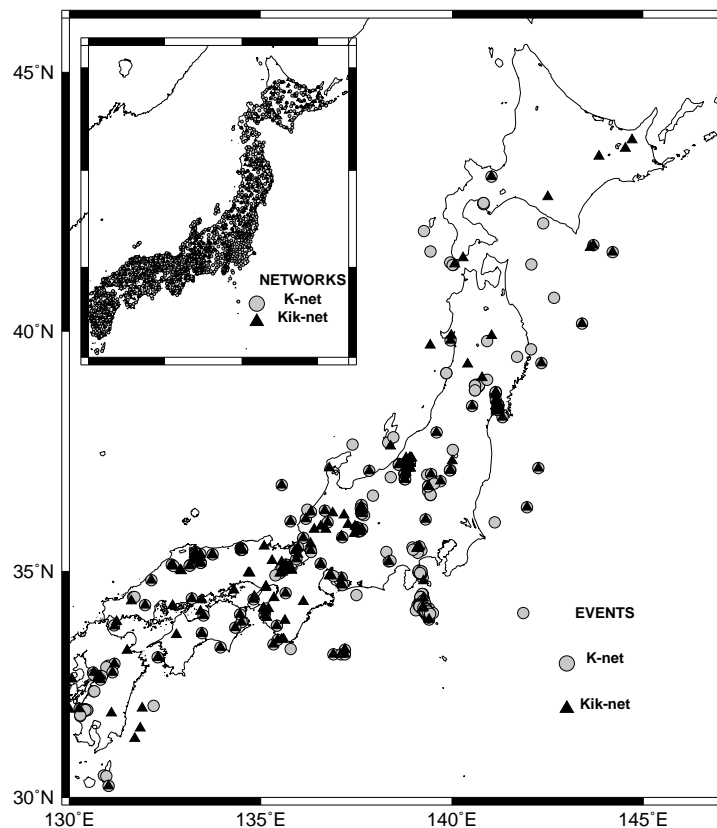 45˚N
NETWORKS
K-net
Kik-net
40˚N
35˚N
EVENTS
K-net
Kik-net
30˚N
130˚E
135˚E
140˚E
145˚E